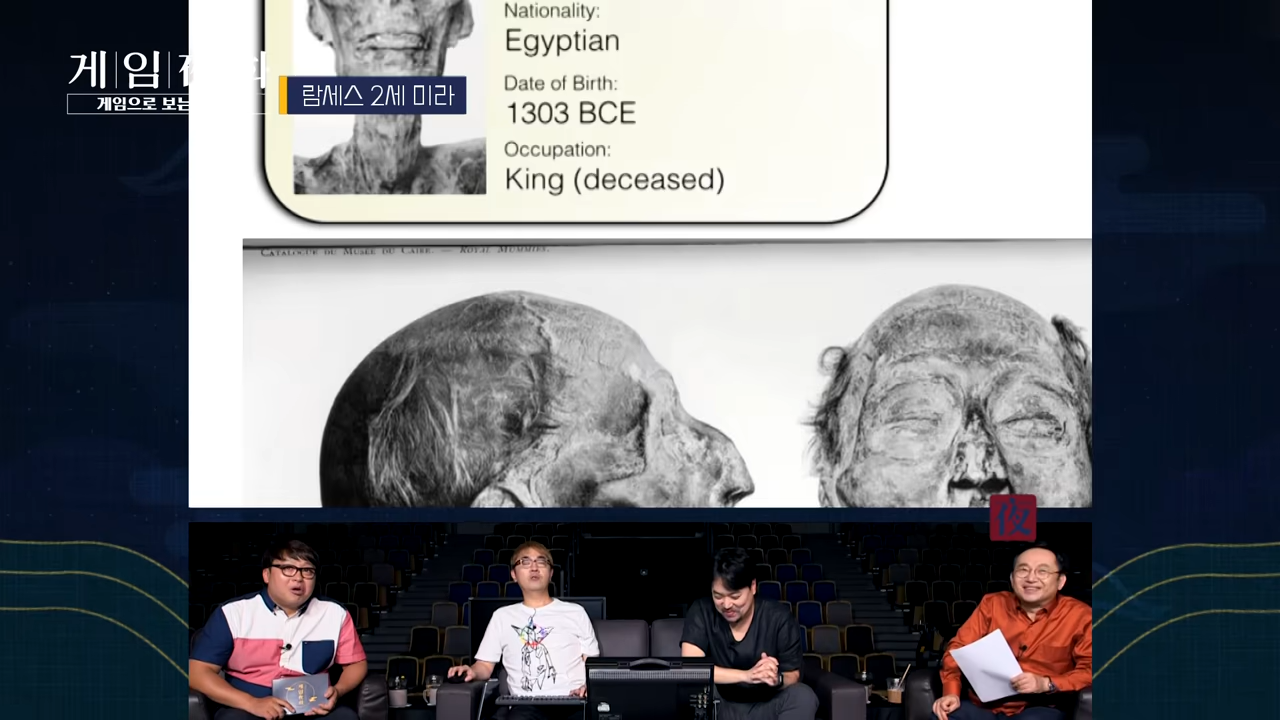 Nationality:
Egyptian
게임
게임으로 보는
람세스 2세 미라
Date of Birth:
1303 BCE
Occupation:
King (deceased)
CATALOGUE DU MUSÉE DU CAIRE. — ROYAL MUMMIES.
夜